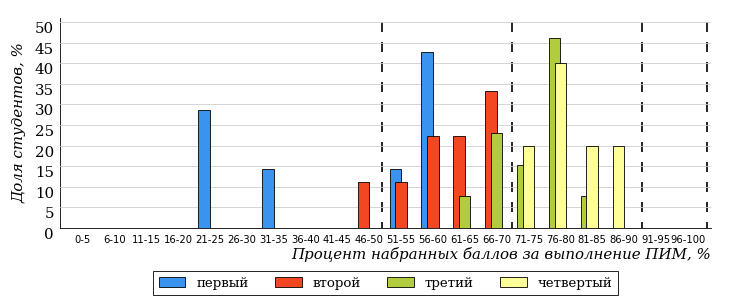 Доля студентов, %
50
45
40
35
30
25
20
15
10
5
0
0-5 6-10 11-15 16-20 21-25 26-30 31-35 36-40 41-45 46-50 51-55 56-60 61-65 66-70 71-75 76-80 81-85 86-90 91-95 96-100
Процент набранных баллов за выполнение ПИМ, %
первый второй третий четвертый